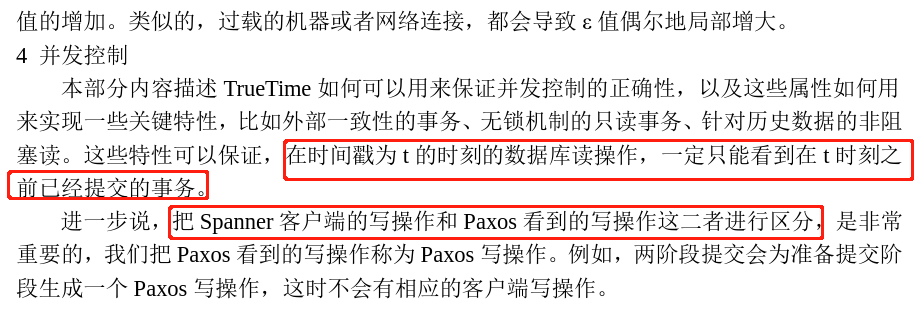 值的增加。类似的，过载的机器或者网络连接，都会导致 ε 值偶尔地局部增大。
4 并发控制
本部分内容描述 TrueTime 如何可以用来保证并发控制的正确性，以及这些属性如何用
来实现一些关键特性，比如外部一致性的事务、无锁机制的只读事务、针对历史数据的非阻
塞读。这些特性可以保证，在时间戳为 t 的时刻的数据库读操作，一定只能看到在 t 时刻之
前已经提交的事务。
进一步说，把 Spanner 客户端的写操作和 Paxos 看到的写操作这二者进行区分，是非常
重要的，我们把 Paxos 看到的写操作称为 Paxos 写操作。例如，两阶段提交会为准备提交阶
段生成一个 Paxos 写操作，这时不会有相应的客户端写操作。